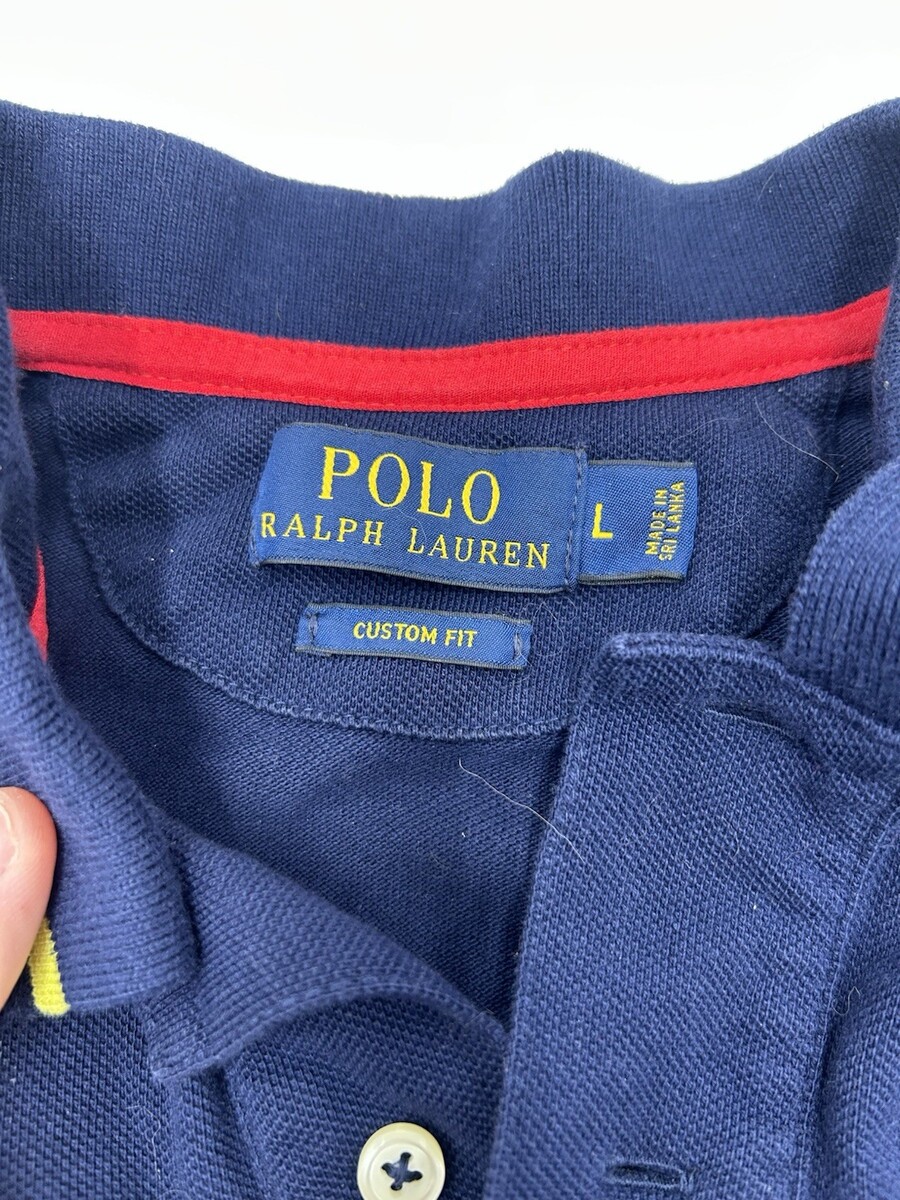 POLO
RALPH LAUREN
L
MADE IN
SRI LANKA
CUSTOM FIT